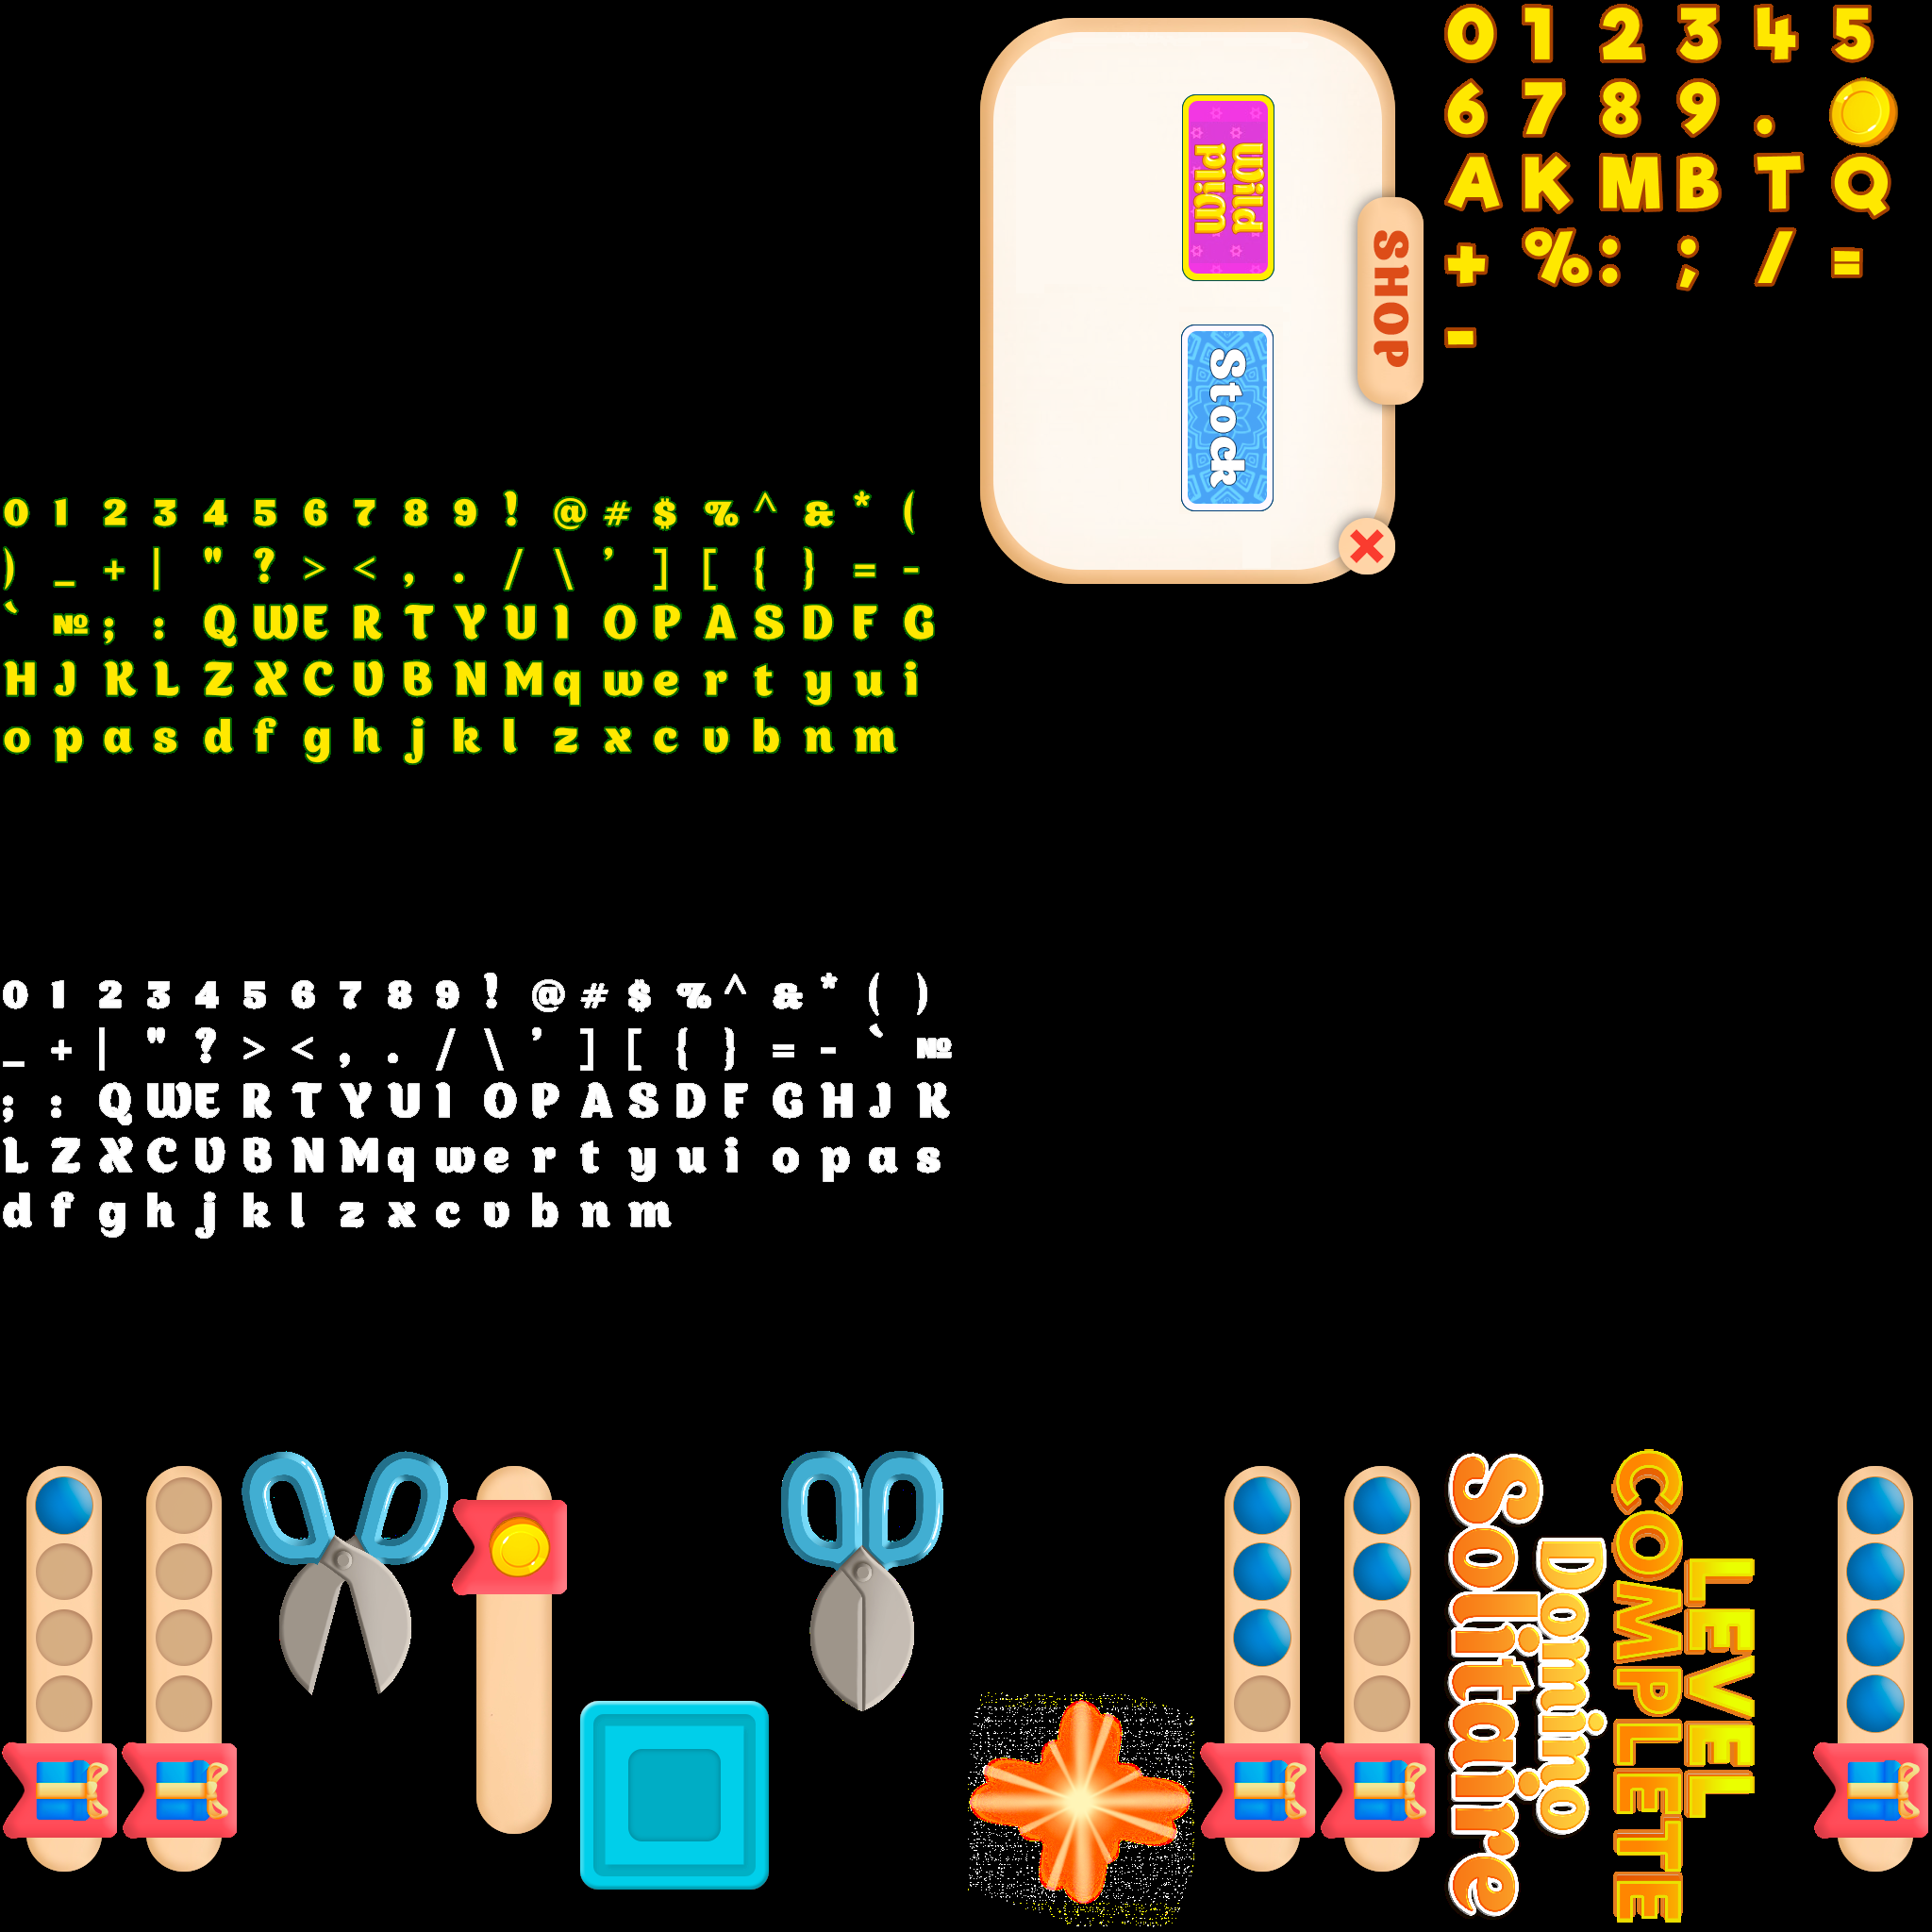 0 1 2 3 4 5
6 7 8 9 .
A K M B T Q
+ % : ; / =
-
SHOP
Wild
Wild
Stock
0 1 2 3 4 5 6 7 8 9 ! @ # $ % ^ & * (
) _ + | " ? > < , . / \ ' ] [ { } = -
` № ; : Q W E R T Y U I O P A S D F G
H J K L Z X C V B N M q w e r t y u i
o p a s d f g h j k l z x c v b n m
0 1 2 3 4 5 6 7 8 9 ! @ # $ % ^ & * ( )
_ + | " ? > < , . / \ ' ] [ { } = - ` №
; : Q W E R T Y U I O P A S D F G H J K
L Z X C V B N M q w e r t y u i o p a s
d f g h j k l z x c v b n m
Domino
Solitaire
LEVEL
COMPLETE